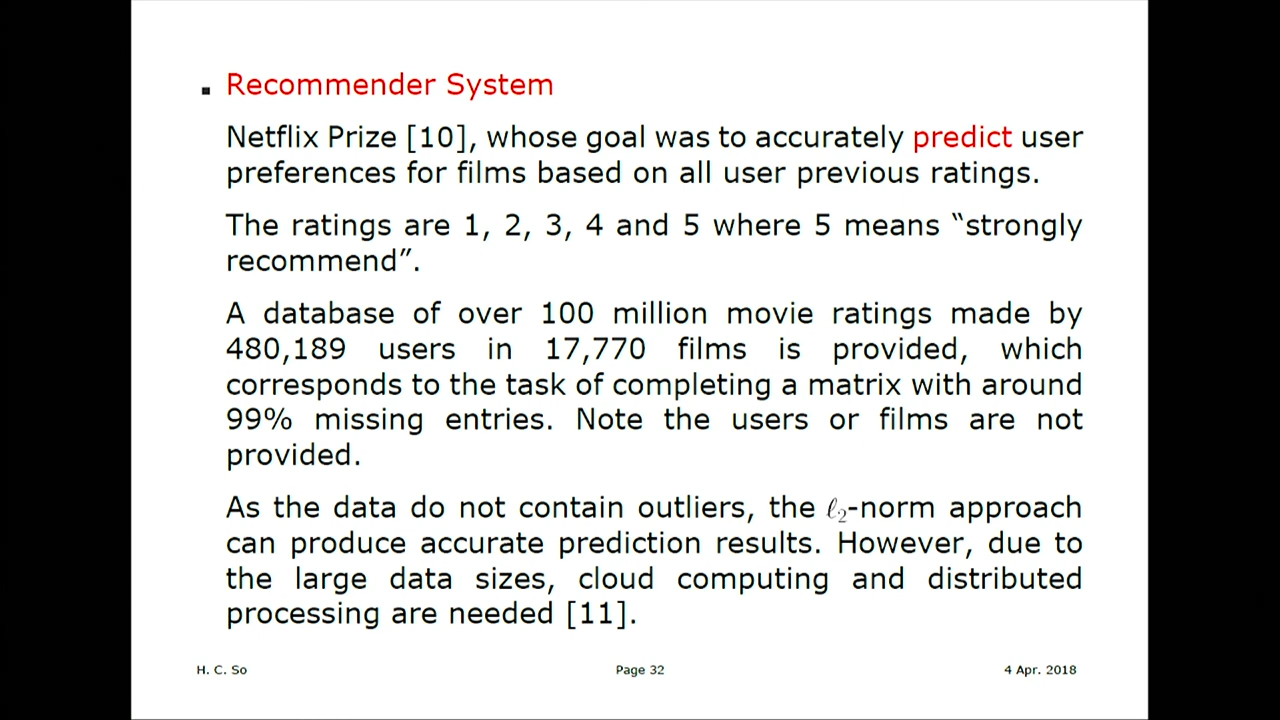 ▪ Recommender System
Netflix Prize [10], whose goal was to accurately predict user
preferences for films based on all user previous ratings.
The ratings are 1, 2, 3, 4 and 5 where 5 means “strongly
recommend”.
A database of over 100 million movie ratings made by
480,189 users in 17,770 films is provided, which
corresponds to the task of completing a matrix with around
99% missing entries. Note the users or films are not
provided.
As the data do not contain outliers, the ℓ₂-norm approach
can produce accurate prediction results. However, due to
the large data sizes, cloud computing and distributed
processing are needed [11].
H. C. So Page 32 4 Apr. 2018